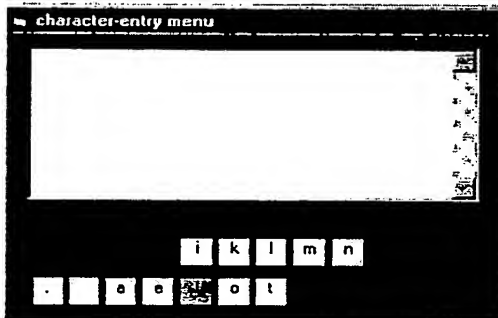 character-entry menu
i k l m n
. a e o t